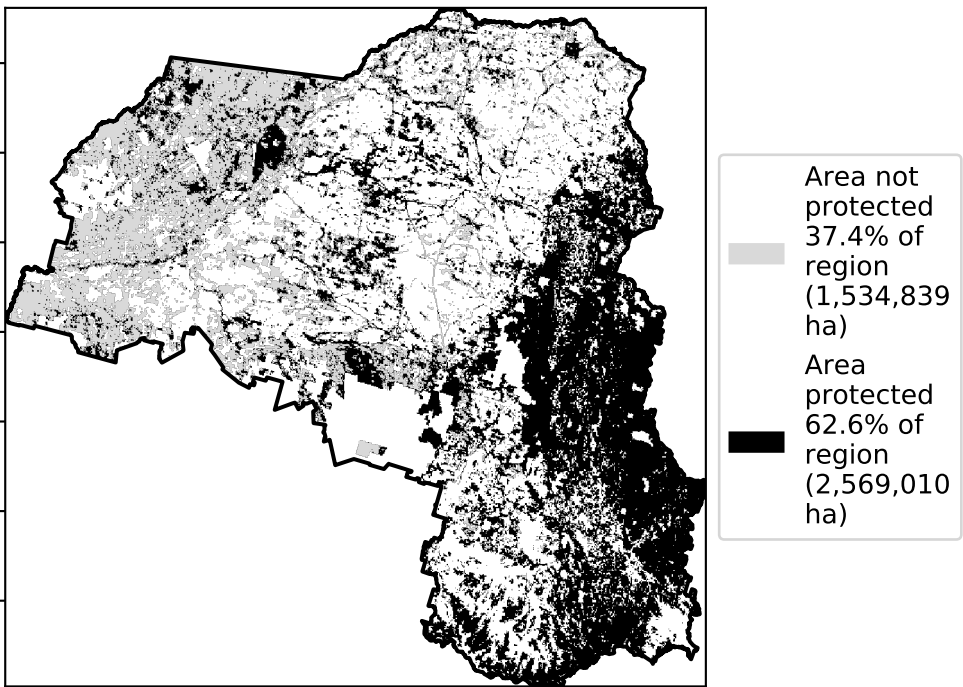 Area not
protected
37.4% of
region
(1,534,839
ha)
Area
protected
62.6% of
region
(2,569,010
ha)